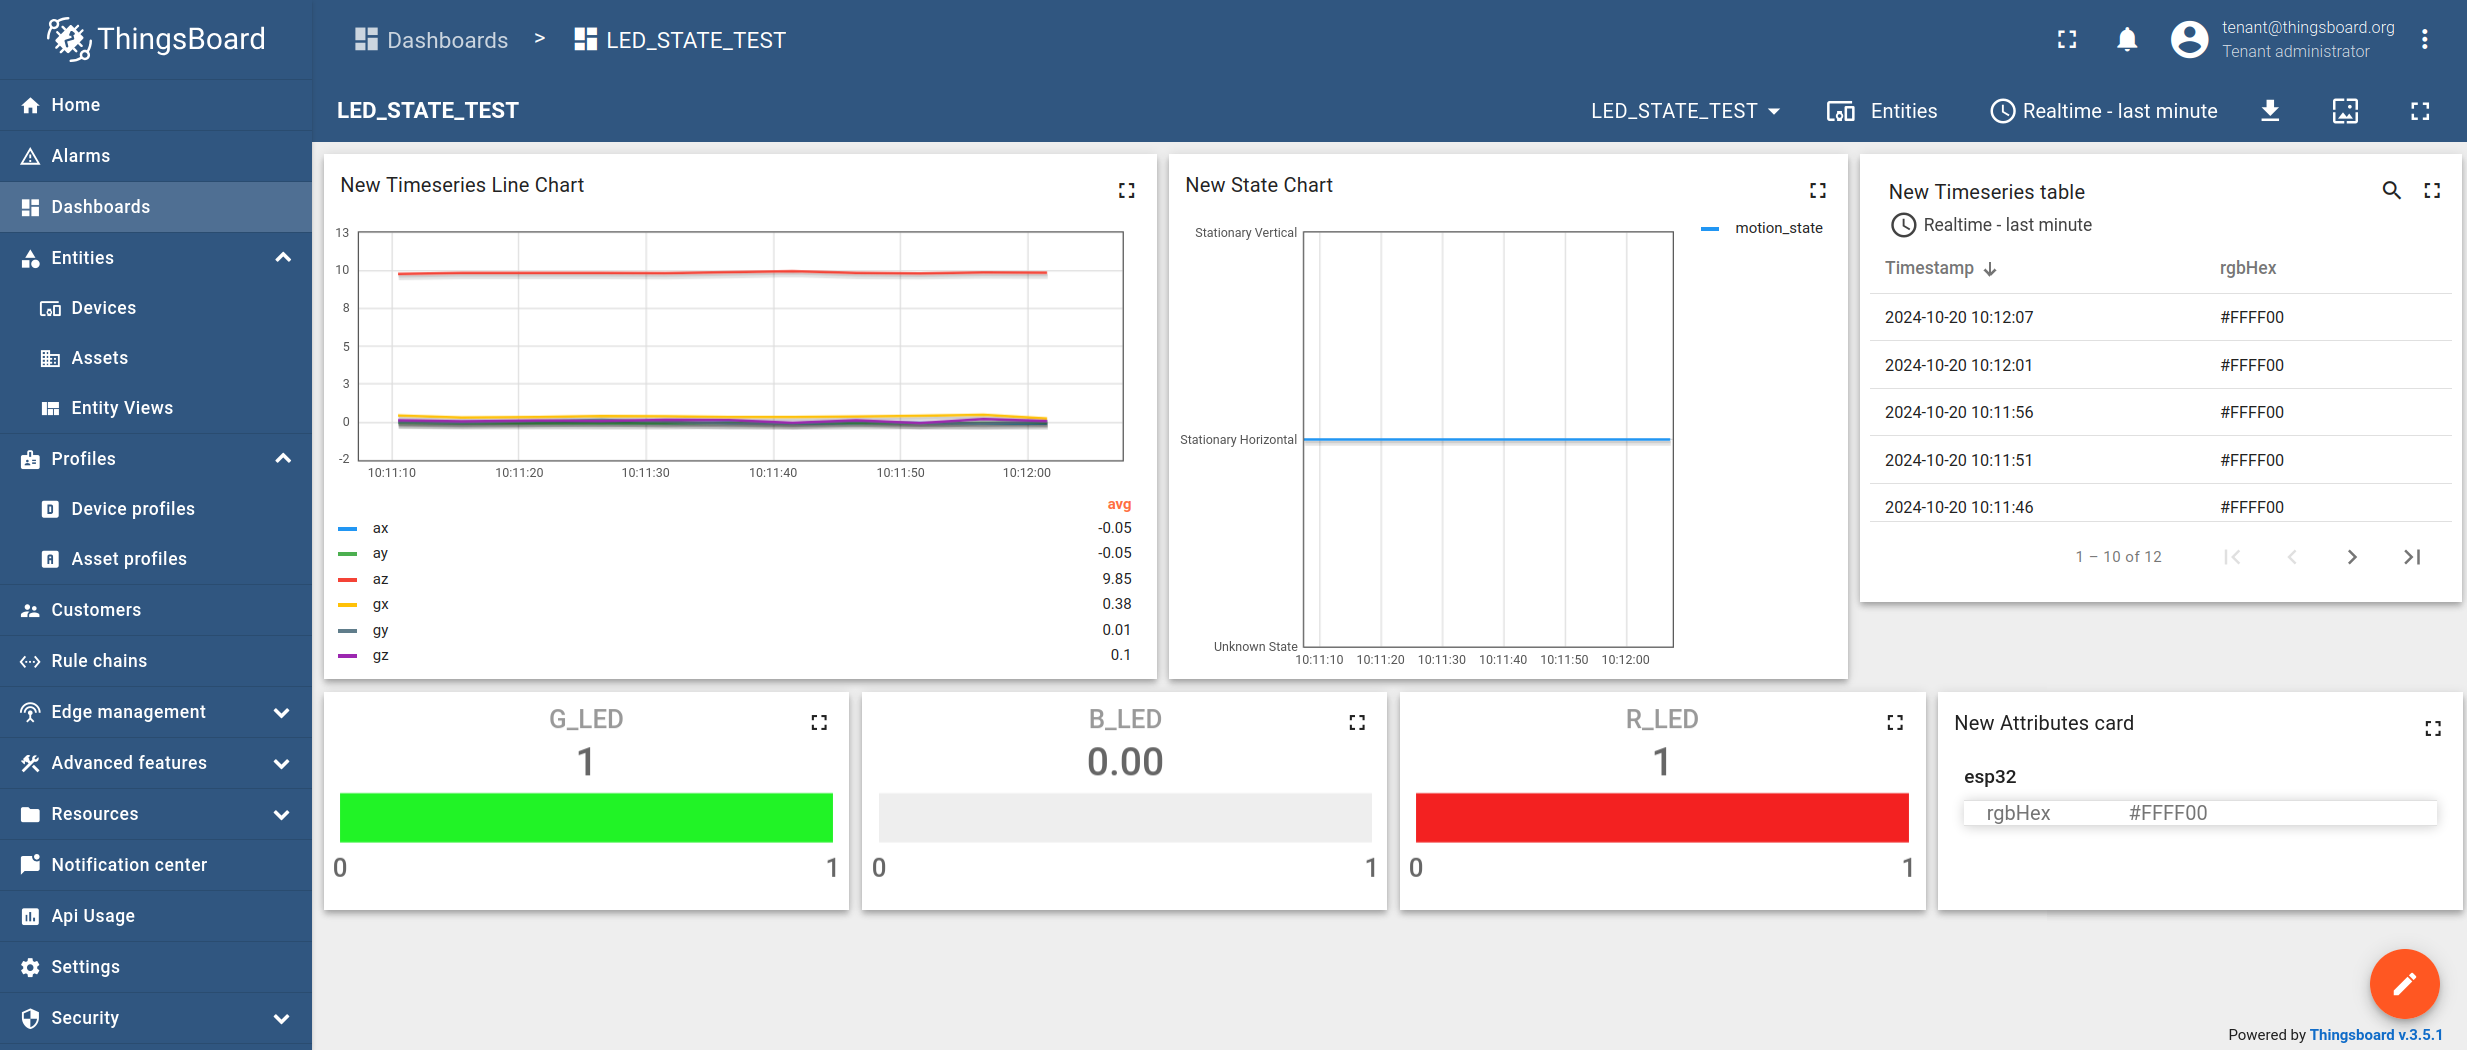 ThingsBoard
Home
Alarms
Dashboards
Entities
Devices
Assets
Entity Views
Profiles
Device profiles
Asset profiles
Customers
Rule chains
Edge management
Advanced features
Resources
Notification center
Api Usage
Settings
Security
Dashboards > LED_STATE_TEST
tenant@thingsboard.org
Tenant administrator
LED_STATE_TEST
LED_STATE_TEST Entities Realtime - last minute
New Timeseries Line Chart
13
10
8
5
3
0
-2
10:11:10 10:11:20 10:11:30 10:11:40 10:11:50 10:12:00
avg
ax -0.05
ay -0.05
az 9.85
gx 0.38
gy 0.01
gz 0.1
New State Chart
motion_state
Stationary Vertical
Stationary Horizontal
Unknown State
10:11:10 10:11:20 10:11:30 10:11:40 10:11:50 10:12:00
New Timeseries table
Realtime - last minute
Timestamp rgbHex
2024-10-20 10:12:07 #FFFF00
2024-10-20 10:12:01 #FFFF00
2024-10-20 10:11:56 #FFFF00
2024-10-20 10:11:51 #FFFF00
2024-10-20 10:11:46 #FFFF00
1 – 10 of 12
G_LED
1
0 1
B_LED
0.00
0 1
R_LED
1
0 1
New Attributes card
esp32
rgbHex #FFFF00
Powered by Thingsboard v.3.5.1